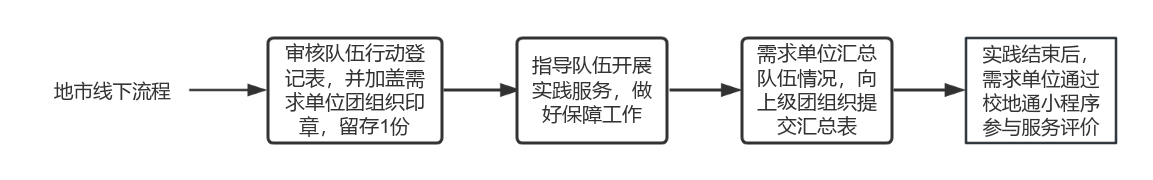 地市线下流程
审核队伍行动登
记表，并加盖需
求单位团组织印
章，留存1份
指导队伍开展
实践服务，做
好保障工作
需求单位汇总
队伍情况，向
上级团组织提
交汇总表
实践结束后，
需求单位通过
校地通小程序
参与服务评价